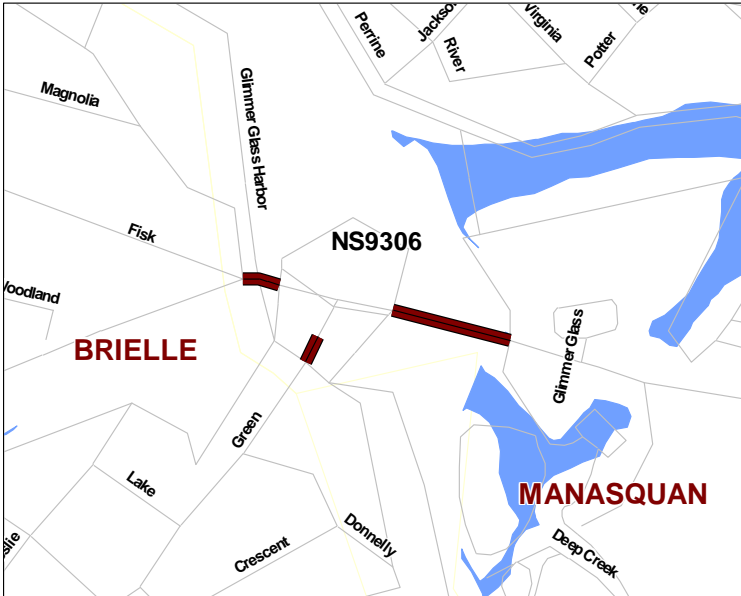 Perrine
Jackson
Virginia
River
Potter
Magnolia
Glimmer Glass Harbor
Fisk
NS9306
Woodland
BRIELLE
Glimmer Glass
Green
Lake
MANASQUAN
Donnelly
Crescent
Deep Creek